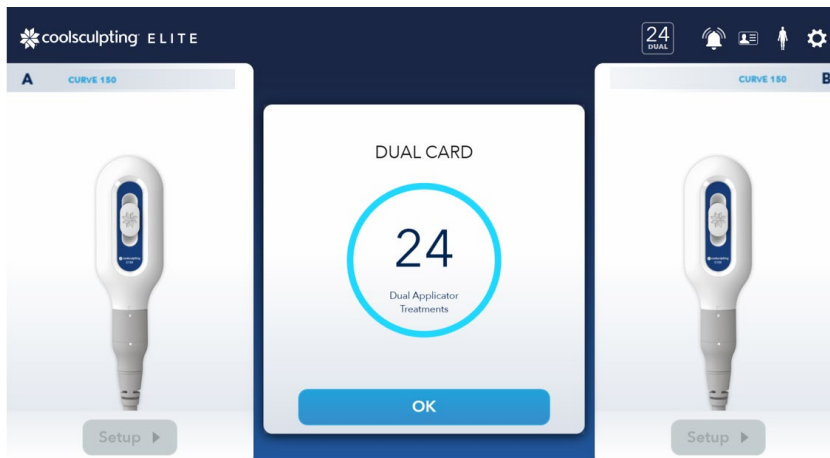 coolsculpting ELITE
24
DUAL
A
CURVE 150
CURVE 150
B
DUAL CARD
24
Dual Applicator
Treatments
OK
Setup
Setup